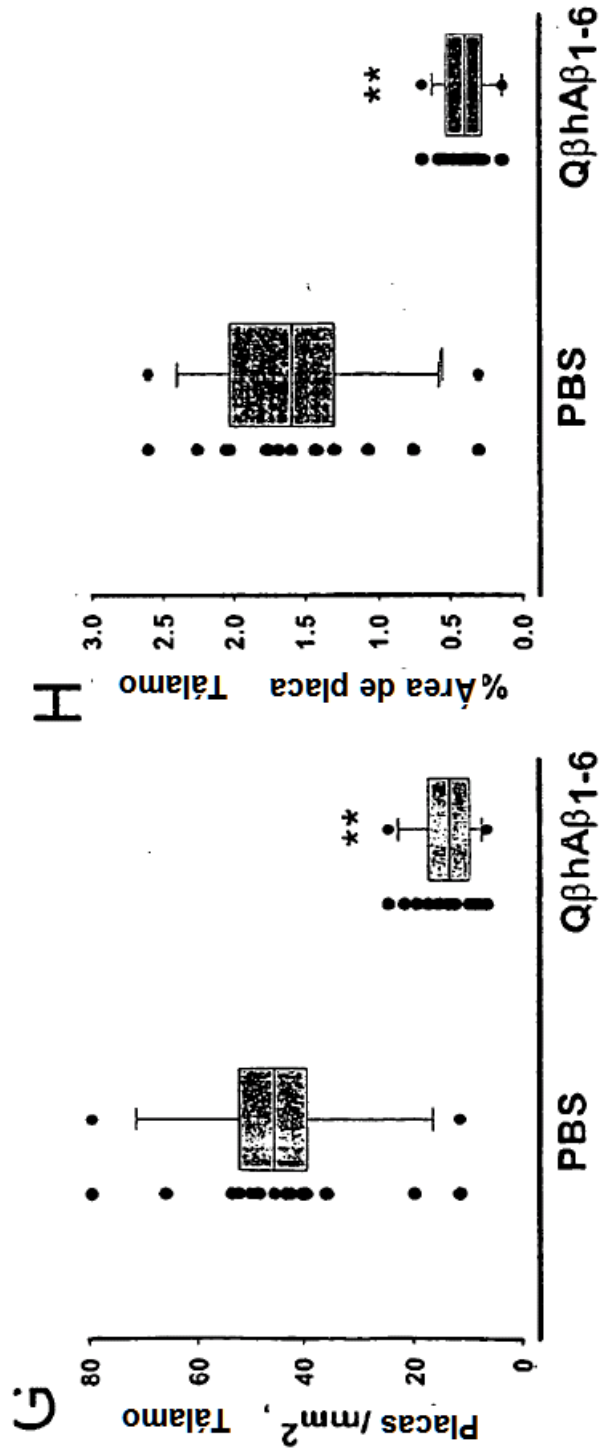 G.
Placas /mm², Tálamo
80
60
40
20
0
**
PBS
QβhAβ1-6
H
% Área de placa Tálamo
3.0
2.5
2.0
1.5
1.0
0.5
0.0
**
PBS
QβhAβ1-6